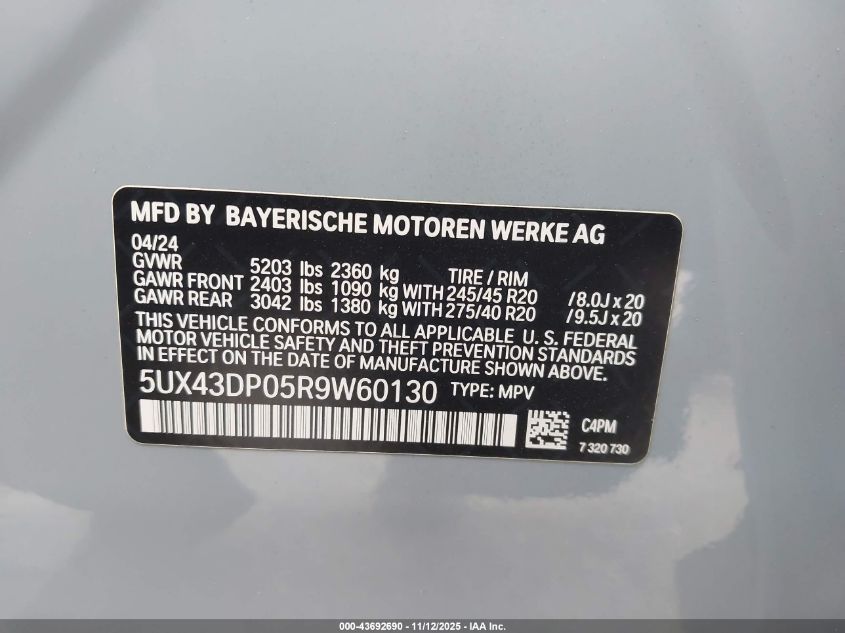 MFD BY BAYERISCHE MOTOREN WERKE AG
04/24
GVWR 5203 lbs 2360 kg TIRE / RIM
GAWR FRONT 2403 lbs 1090 kg WITH 245/45 R20 /8.0J x 20
GAWR REAR 3042 lbs 1380 kg WITH 275/40 R20 /9.5J x 20
THIS VEHICLE CONFORMS TO ALL APPLICABLE U. S. FEDERAL
MOTOR VEHICLE SAFETY AND THEFT PREVENTION STANDARDS
IN EFFECT ON THE DATE OF MANUFACTURE SHOWN ABOVE.
5UX43DP05R9W60130 TYPE: MPV
C4PM
7 320 730
000-43692690 - 11/12/2025 - IAA Inc.